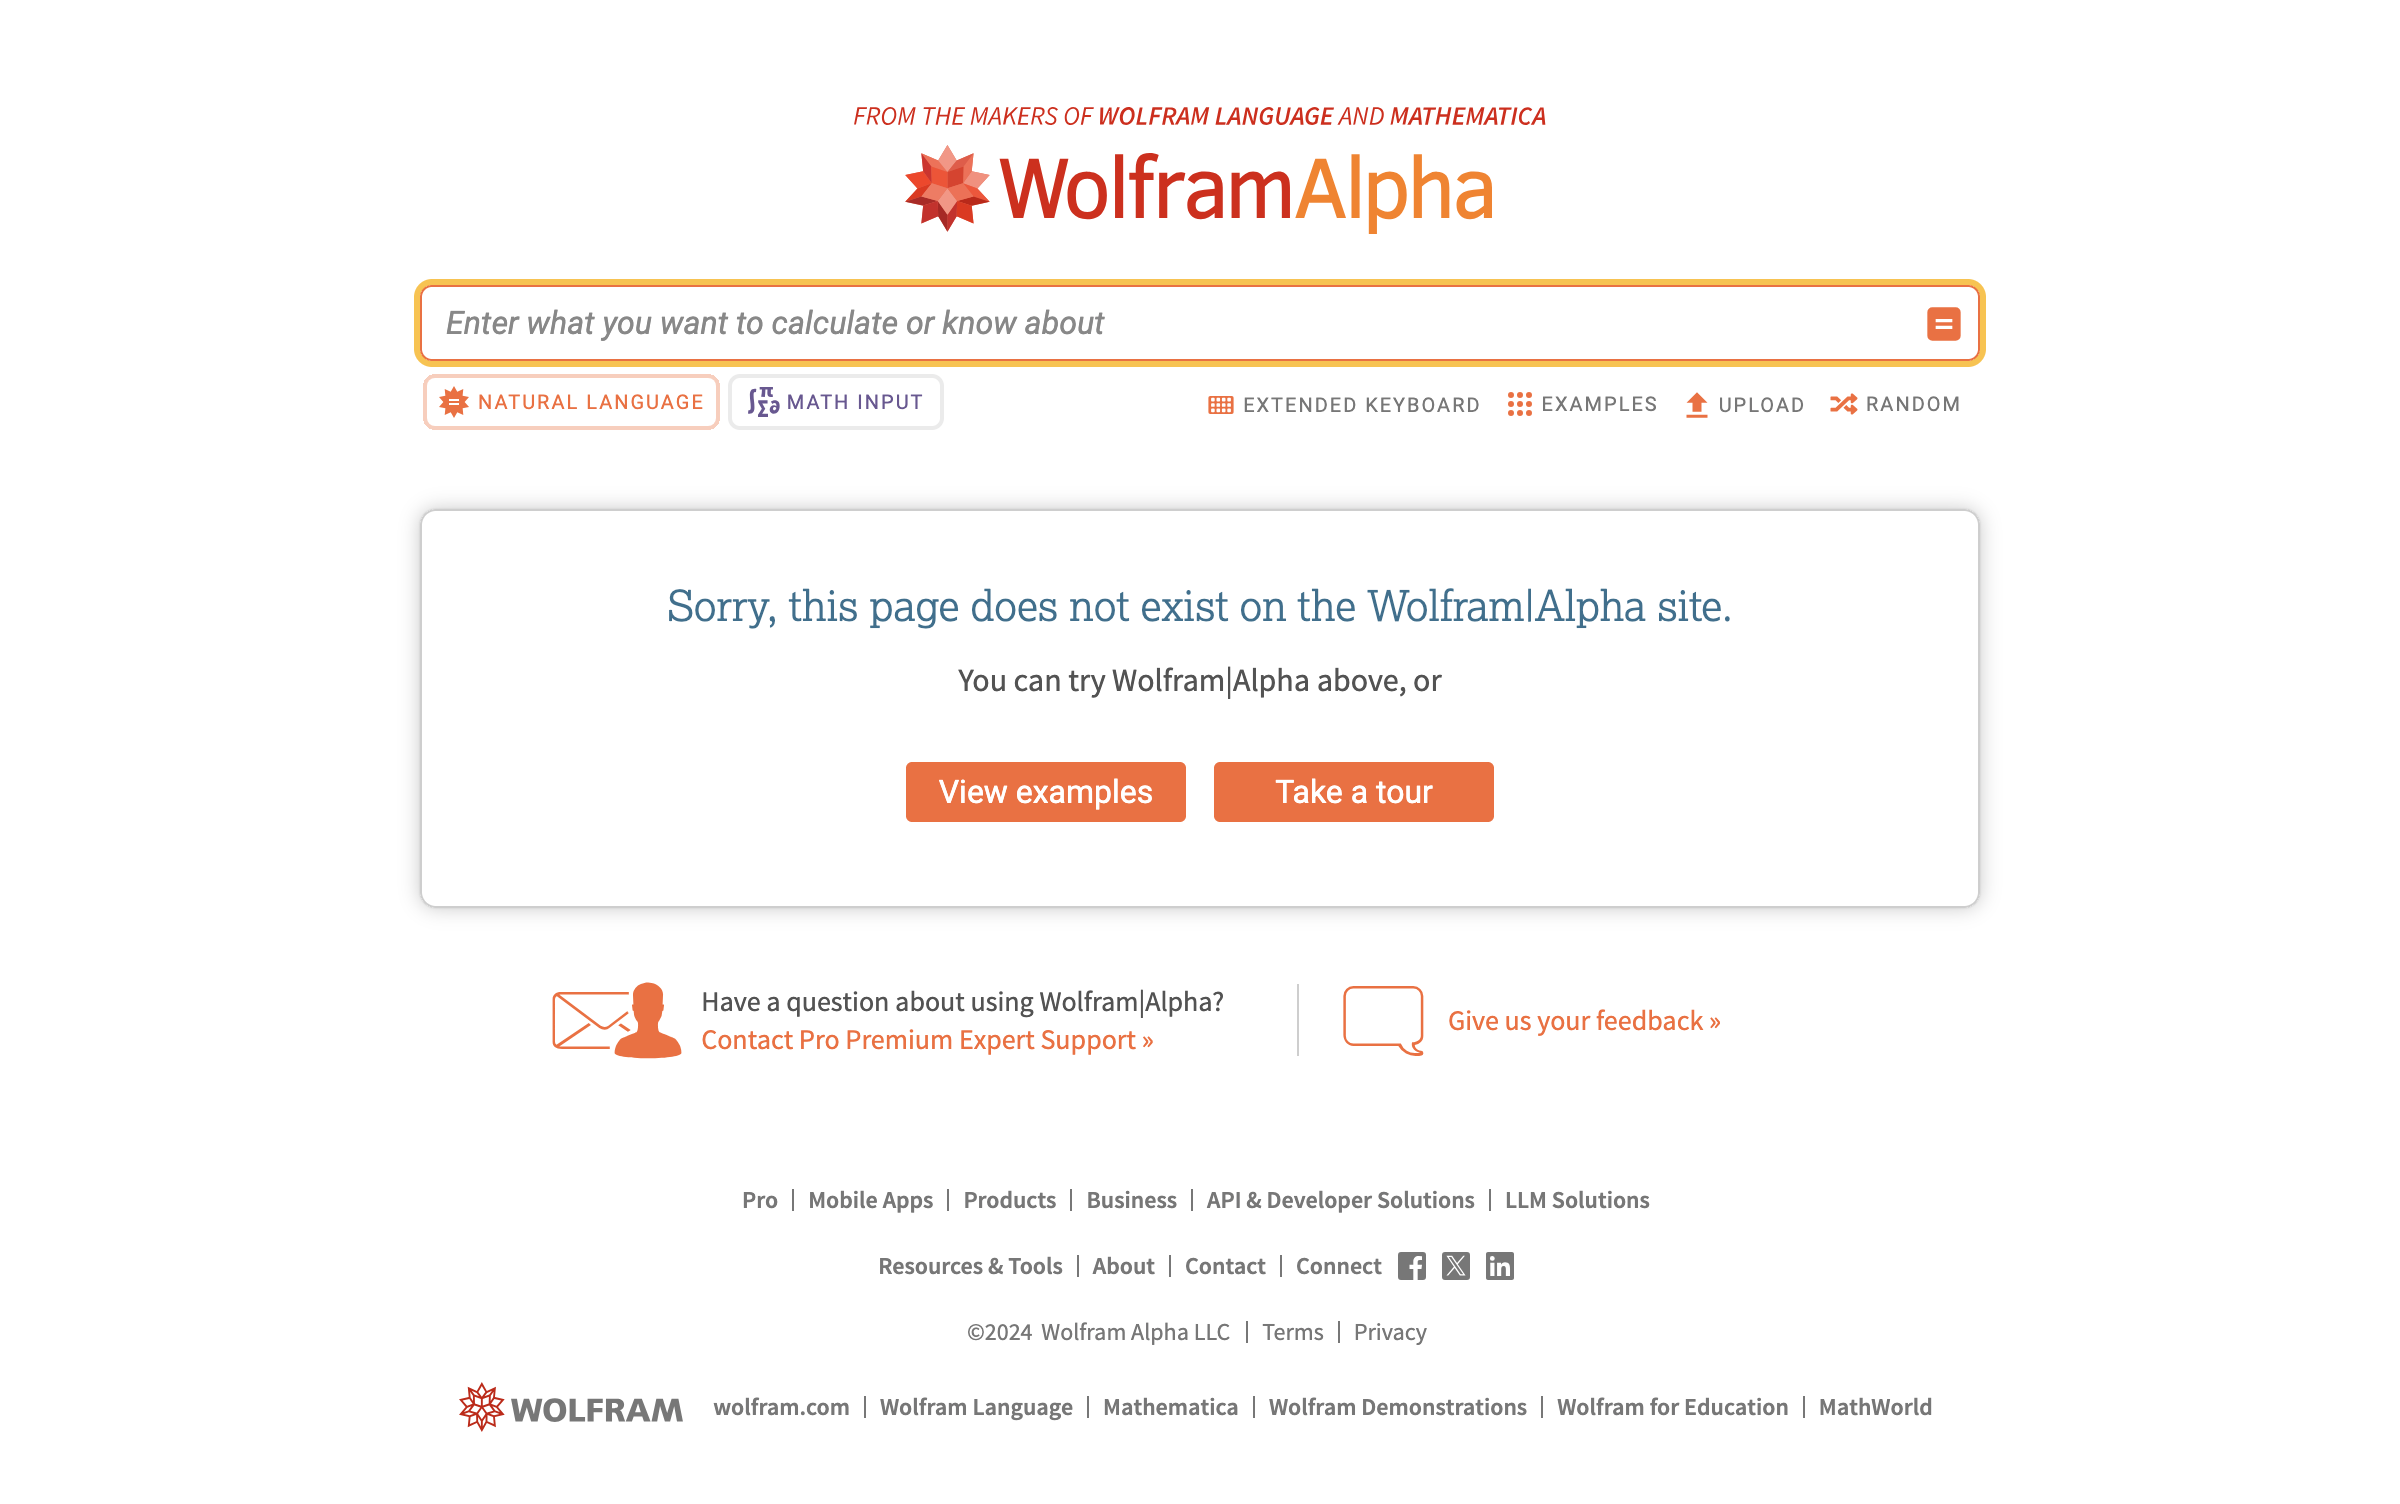 FROM THE MAKERS OF WOLFRAM LANGUAGE AND MATHEMATICA
WolframAlpha
Enter what you want to calculate or know about
NATURAL LANGUAGE
MATH INPUT
EXTENDED KEYBOARD
EXAMPLES
UPLOAD
RANDOM
Sorry, this page does not exist on the Wolfram|Alpha site.
You can try Wolfram|Alpha above, or
View examples
Take a tour
Have a question about using Wolfram|Alpha?
Contact Pro Premium Expert Support »
Give us your feedback »
Pro | Mobile Apps | Products | Business | API & Developer Solutions | LLM Solutions
Resources & Tools | About | Contact | Connect
©2024 Wolfram Alpha LLC | Terms | Privacy
WOLFRAM
wolfram.com | Wolfram Language | Mathematica | Wolfram Demonstrations | Wolfram for Education | MathWorld